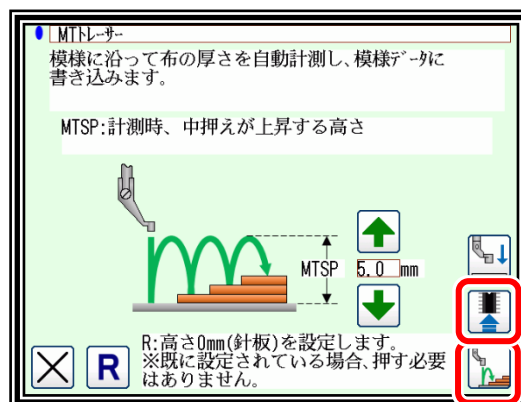 MTトレーサー
模様に沿って布の厚さを自動計測し、模様データに
書き込みます。
MTSP:計測時、中押えが上昇する高さ
MTSP 5.0 mm
R:高さ0mm(針板)を設定します。
※既に設定されている場合、押す必要
はありません。
R